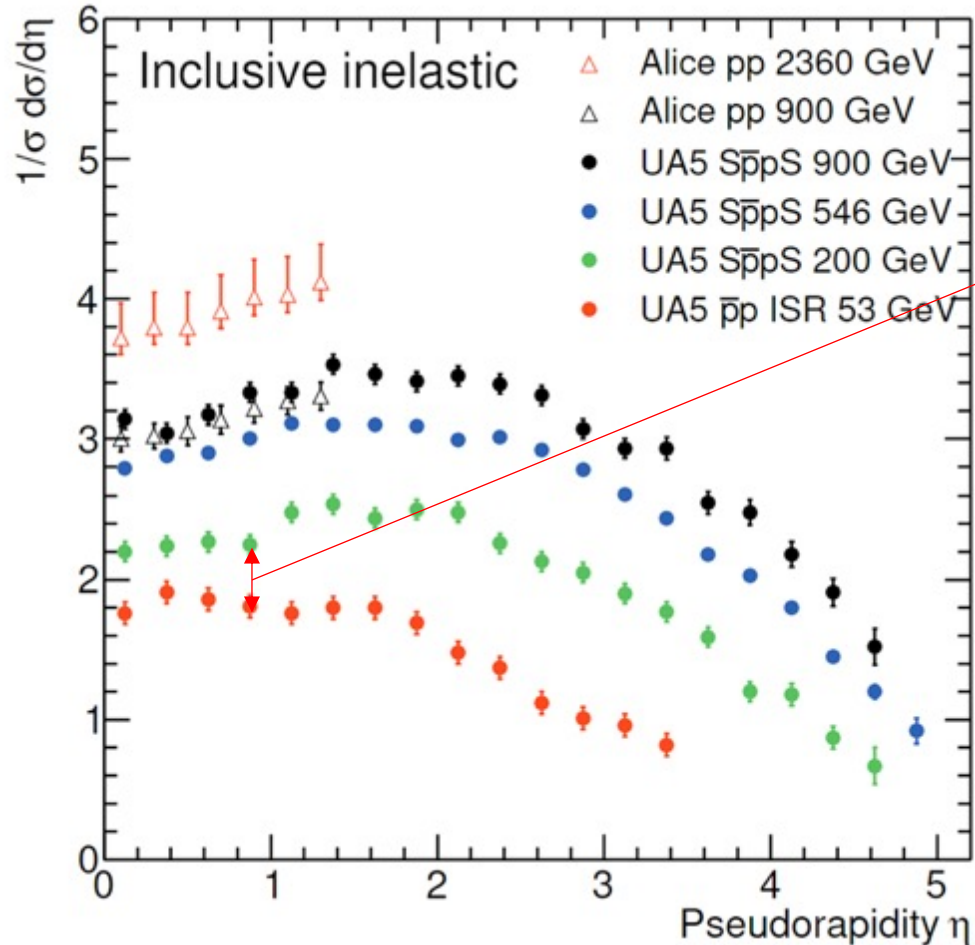 6
Inclusive inelastic
Alice pp 2360 GeV
Alice pp 900 GeV
UA5 Sp̅pS 900 GeV
UA5 Sp̅pS 546 GeV
UA5 Sp̅pS 200 GeV
UA5 p̅p ISR 53 GeV
1/σ dσ/dη
5
4
3
2
1
0
0 1 2 3 4 5
Pseudorapidity η